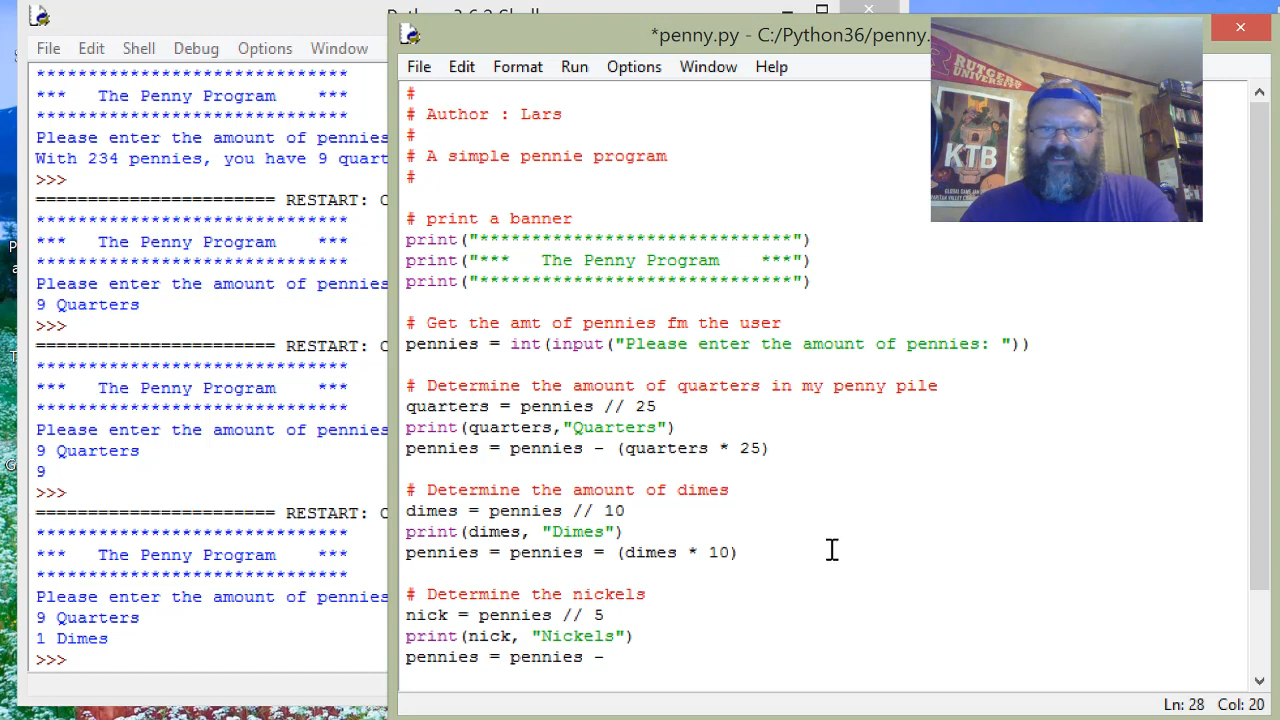 Python 3.6.2 Shell
File Edit Shell Debug Options Window
*****************************
*** The Penny Program ***
*****************************
Please enter the amount of pennies
With 234 pennies, you have 9 quart
>>>
======================= RESTART: C
*****************************
*** The Penny Program ***
*****************************
Please enter the amount of pennies
9 Quarters
>>>
======================= RESTART: C
*****************************
*** The Penny Program ***
*****************************
Please enter the amount of pennies
9 Quarters
9
>>>
======================= RESTART: C
*****************************
*** The Penny Program ***
*****************************
Please enter the amount of pennies
9 Quarters
1 Dimes
>>>
*penny.py - C:/Python36/penny.
File Edit Format Run Options Window Help
#
# Author : Lars
#
# A simple pennie program
#
# print a banner
print("******************************")
print("*** The Penny Program ***")
print("******************************")
# Get the amt of pennies fm the user
pennies = int(input("Please enter the amount of pennies: "))
# Determine the amount of quarters in my penny pile
quarters = pennies // 25
print(quarters,"Quarters")
pennies = pennies - (quarters * 25)
# Determine the amount of dimes
dimes = pennies // 10
print(dimes, "Dimes")
pennies = pennies = (dimes * 10)
# Determine the nickels
nick = pennies // 5
print(nick, "Nickels")
pennies = pennies -
Ln: 28 Col: 20
RUTGERS
UNIVERSITY
KTB